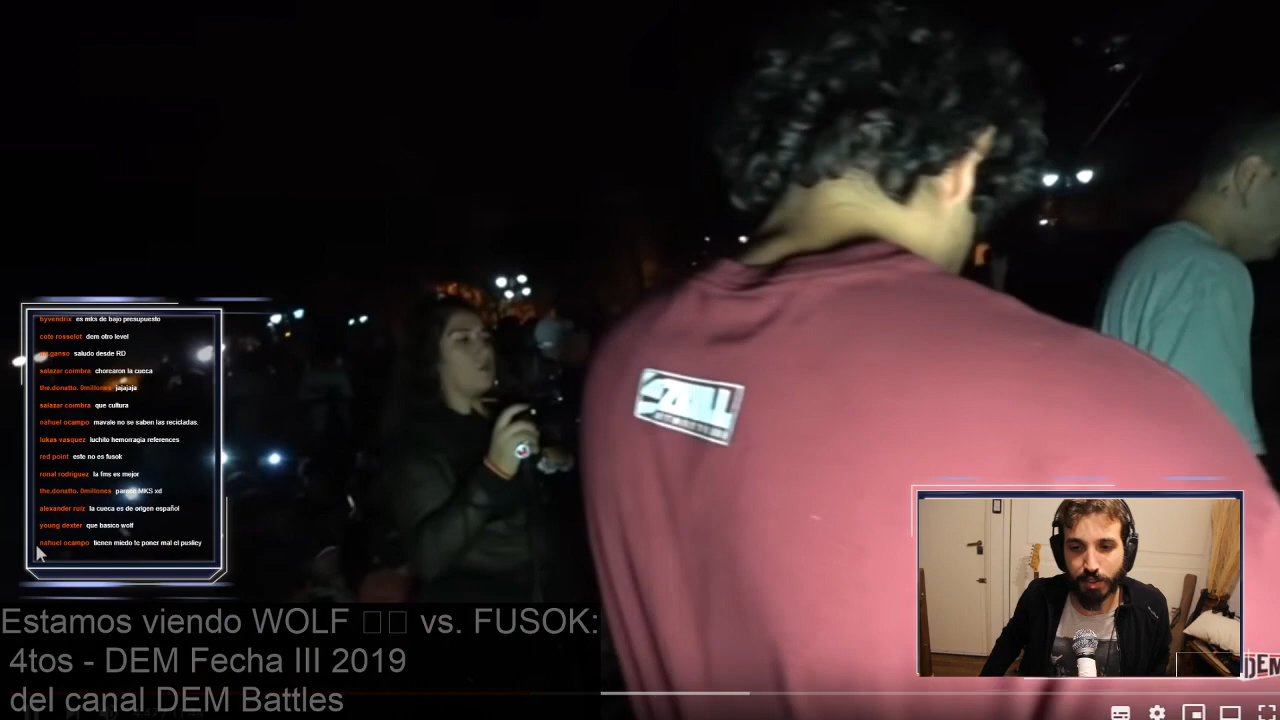 byvendrix es mks de bajo presupuesto
cote rosselot dem otro level
saludo desde RD
salazar coimbra chorearon la cueca
the.donatto. 0millones jajajaja
salazar coimbra que cultura
nahuel ocampo mavale no se saben las recicladas.
lukas vasquez luchito hemorragia references
red point este no es fusok
ronal rodriguez la fms es mejor
the.donatto. 0millones MKS xd
alexander ruiz la cueca es de origen español
young dexter que basico wolf
nahuel ocampo tienen miedo te poner mal el
Estamos viendo WOLF vs. FUSOK:
4tos - DEM Fecha III 2019
del canal DEM Battles
DEM